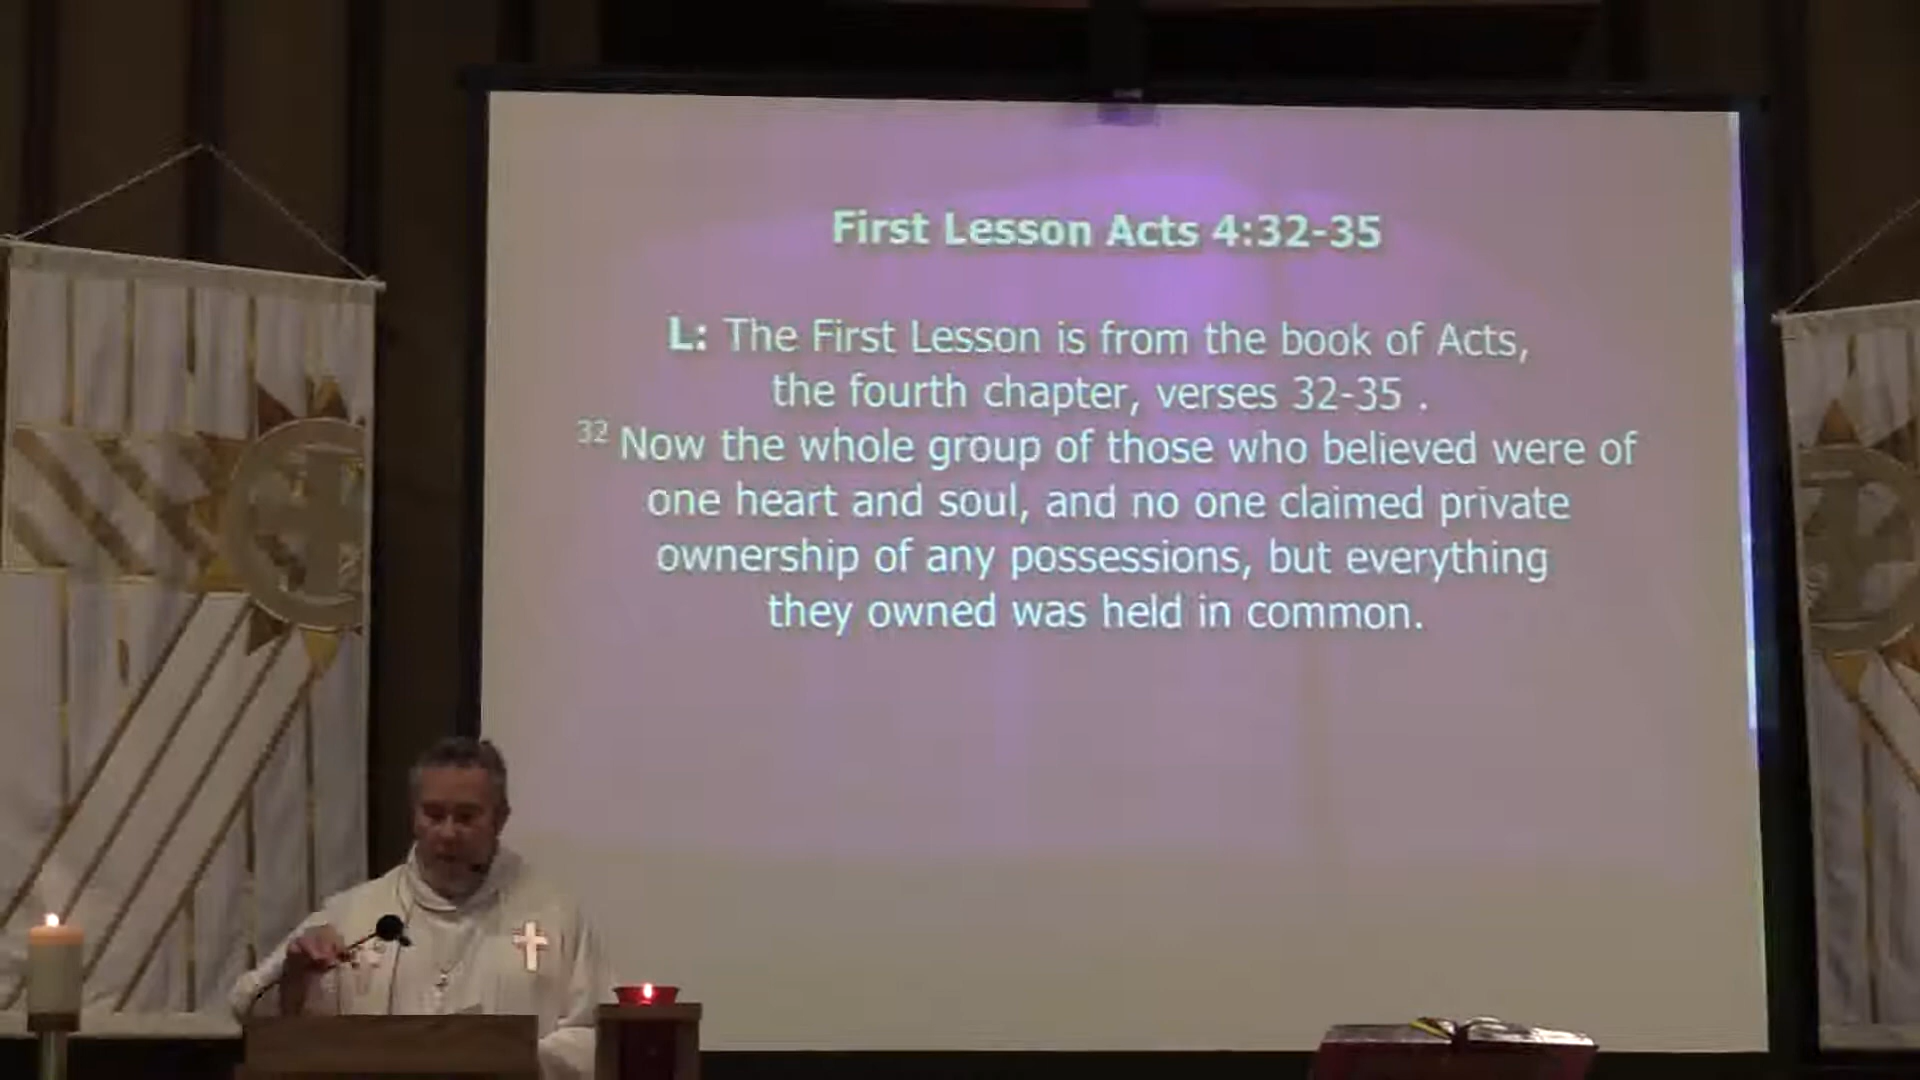 First Lesson Acts 4:32-35
L: The First Lesson is from the book of Acts,
the fourth chapter, verses 32-35 .
32 Now the whole group of those who believed were of
one heart and soul, and no one claimed private
ownership of any possessions, but everything
they owned was held in common.